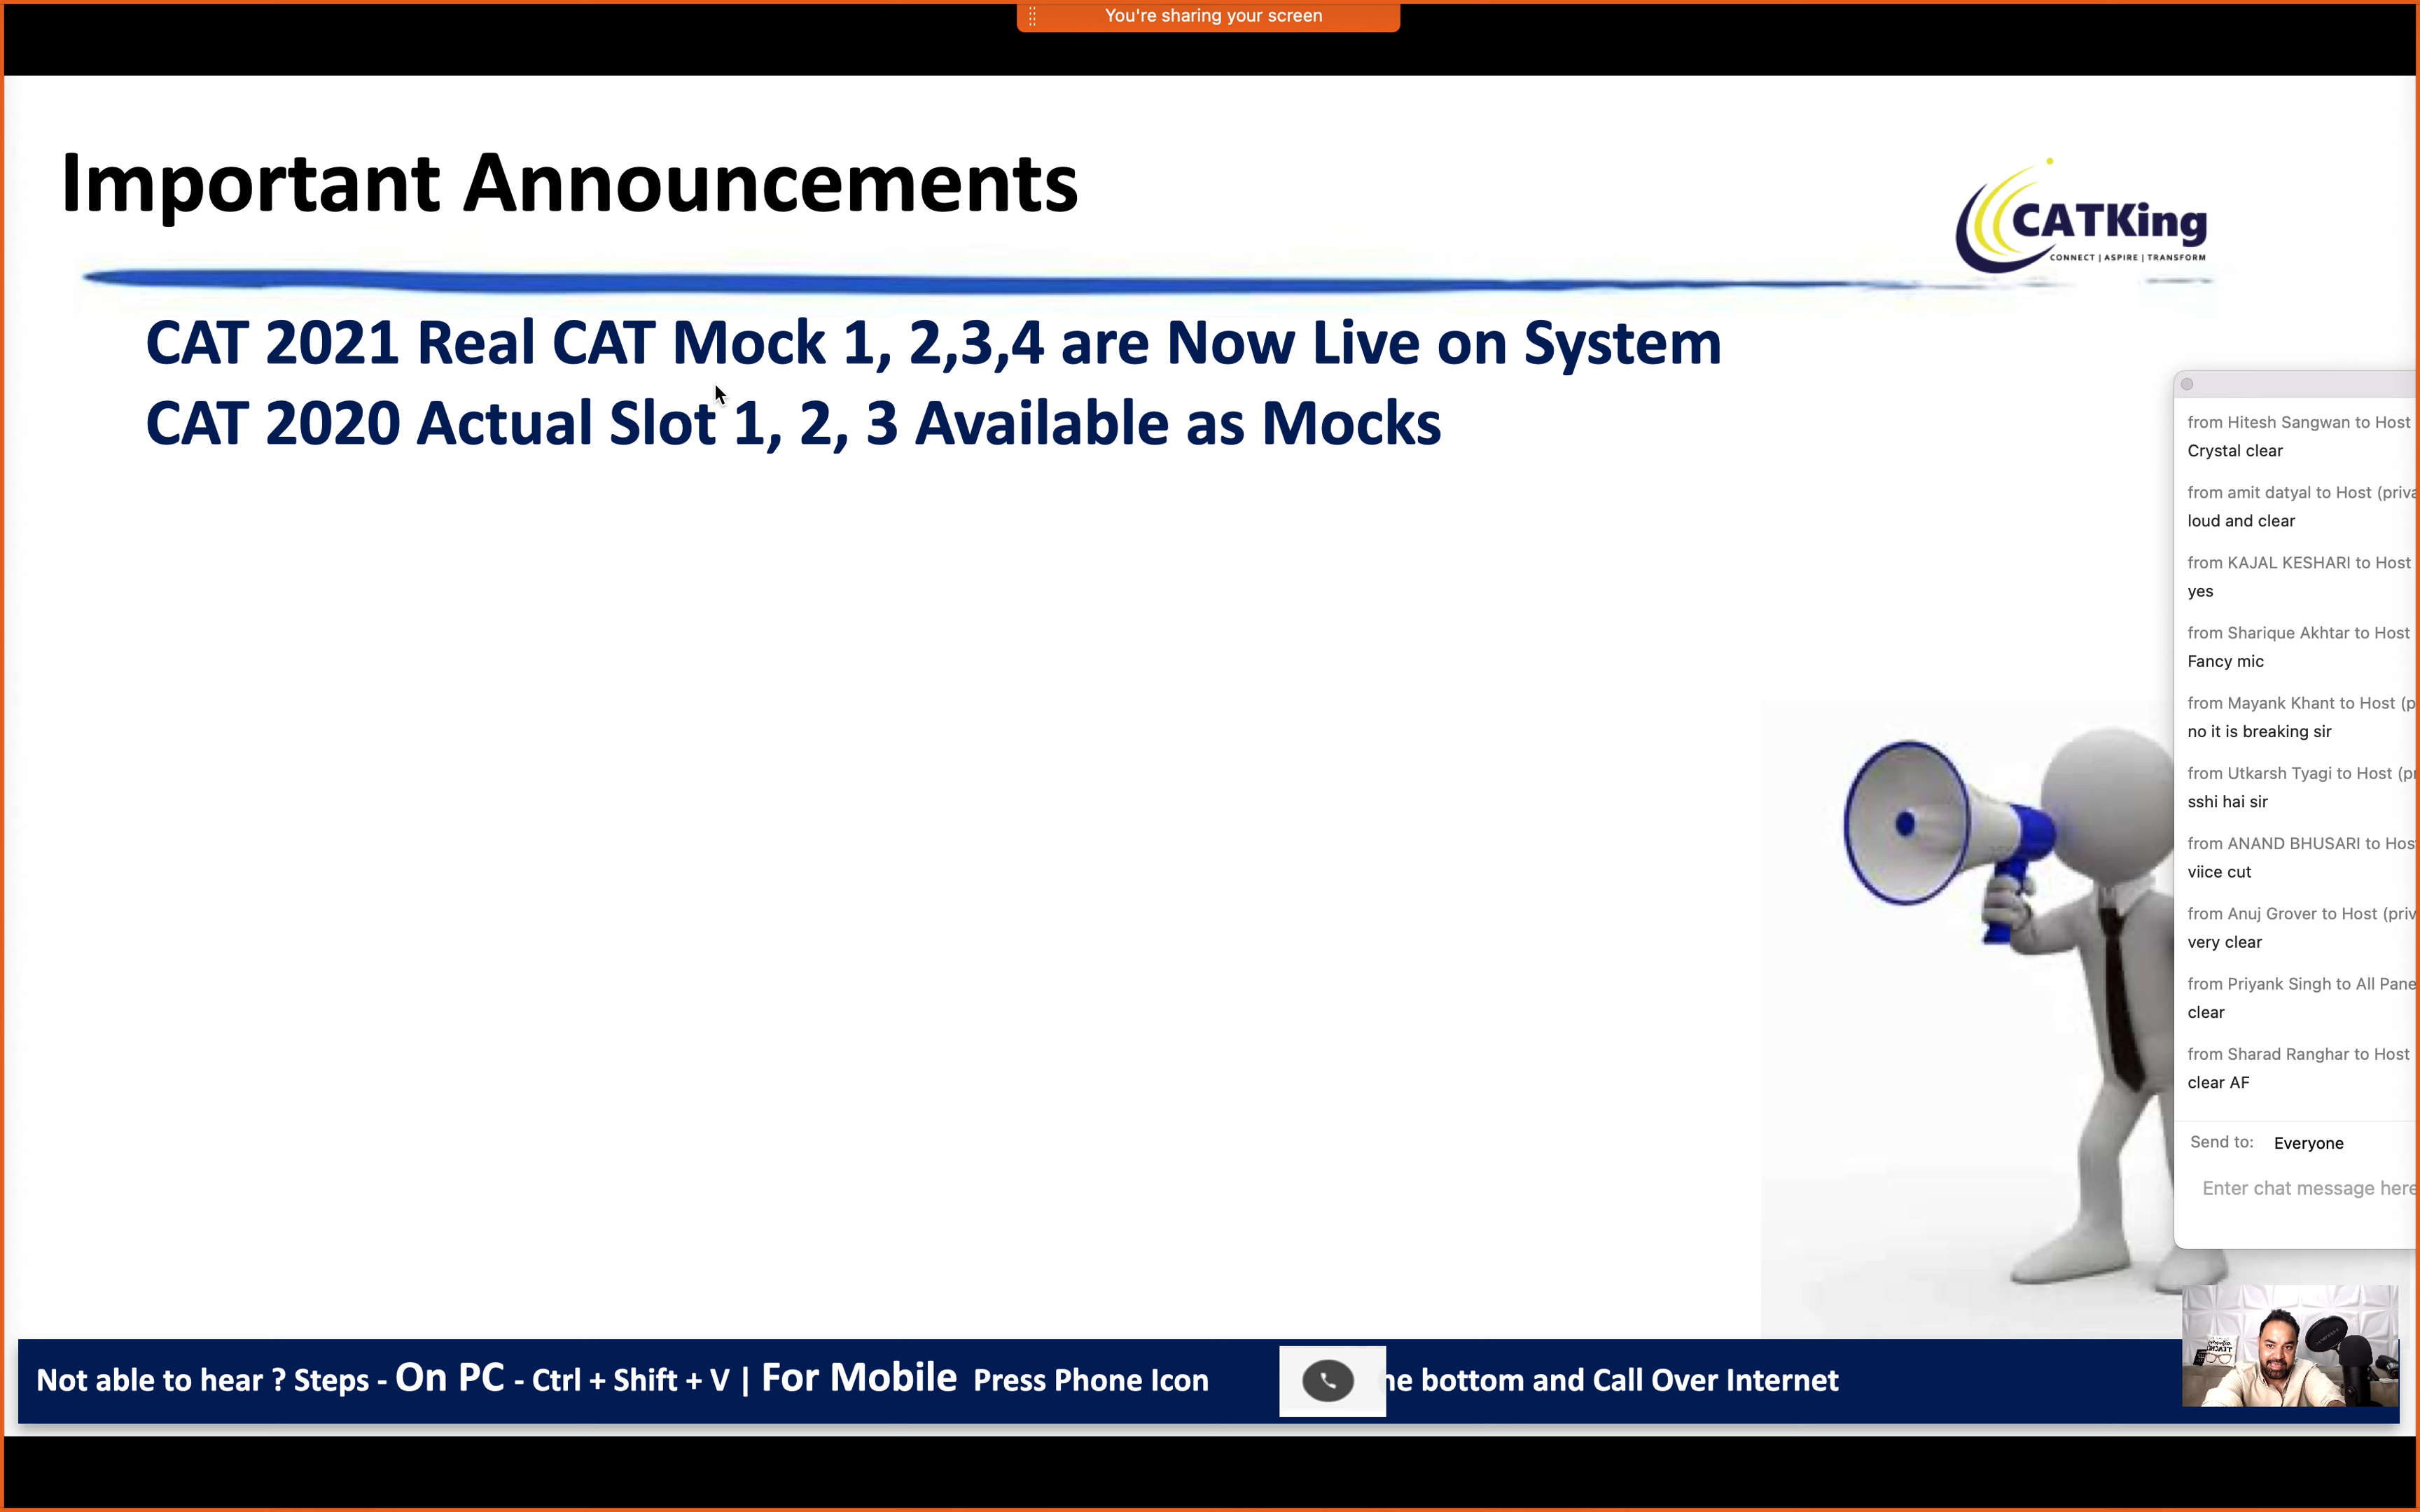 You're sharing your screen
Important Announcements
CATKing
CONNECT | ASPIRE | TRANSFORM
CAT 2021 Real CAT Mock 1, 2,3,4 are Now Live on System
CAT 2020 Actual Slot 1, 2, 3 Available as Mocks
from Hitesh Sangwan to Host
Crystal clear
from amit datyal to Host (priva
loud and clear
from KAJAL KESHARI to Host
yes
from Sharique Akhtar to Host
Fancy mic
from Mayank Khant to Host (p
no it is breaking sir
from Utkarsh Tyagi to Host (pr
sshi hai sir
from ANAND BHUSARI to Hos
viice cut
from Anuj Grover to Host (priv
very clear
from Priyank Singh to All Pane
clear
from Sharad Ranghar to Host
clear AF
Send to: Everyone
Enter chat message here
Not able to hear ? Steps - On PC - Ctrl + Shift + V | For Mobile Press Phone Icon he bottom and Call Over Internet